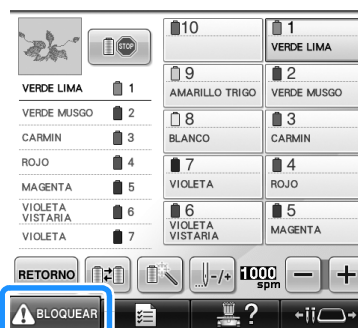 STOP
VERDE LIMA 1
VERDE MUSGO 2
CARMIN 3
ROJO 4
MAGENTA 5
VIOLETA
VISTARIA 6
VIOLETA 7
10
1
VERDE LIMA
9
AMARILLO TRIGO
2
VERDE MUSGO
8
BLANCO
3
CARMIN
7
VIOLETA
4
ROJO
6
VIOLETA
VISTARIA
5
MAGENTA
RETORNO
-/+
1000
spm
−
+
BLOQUEAR
?